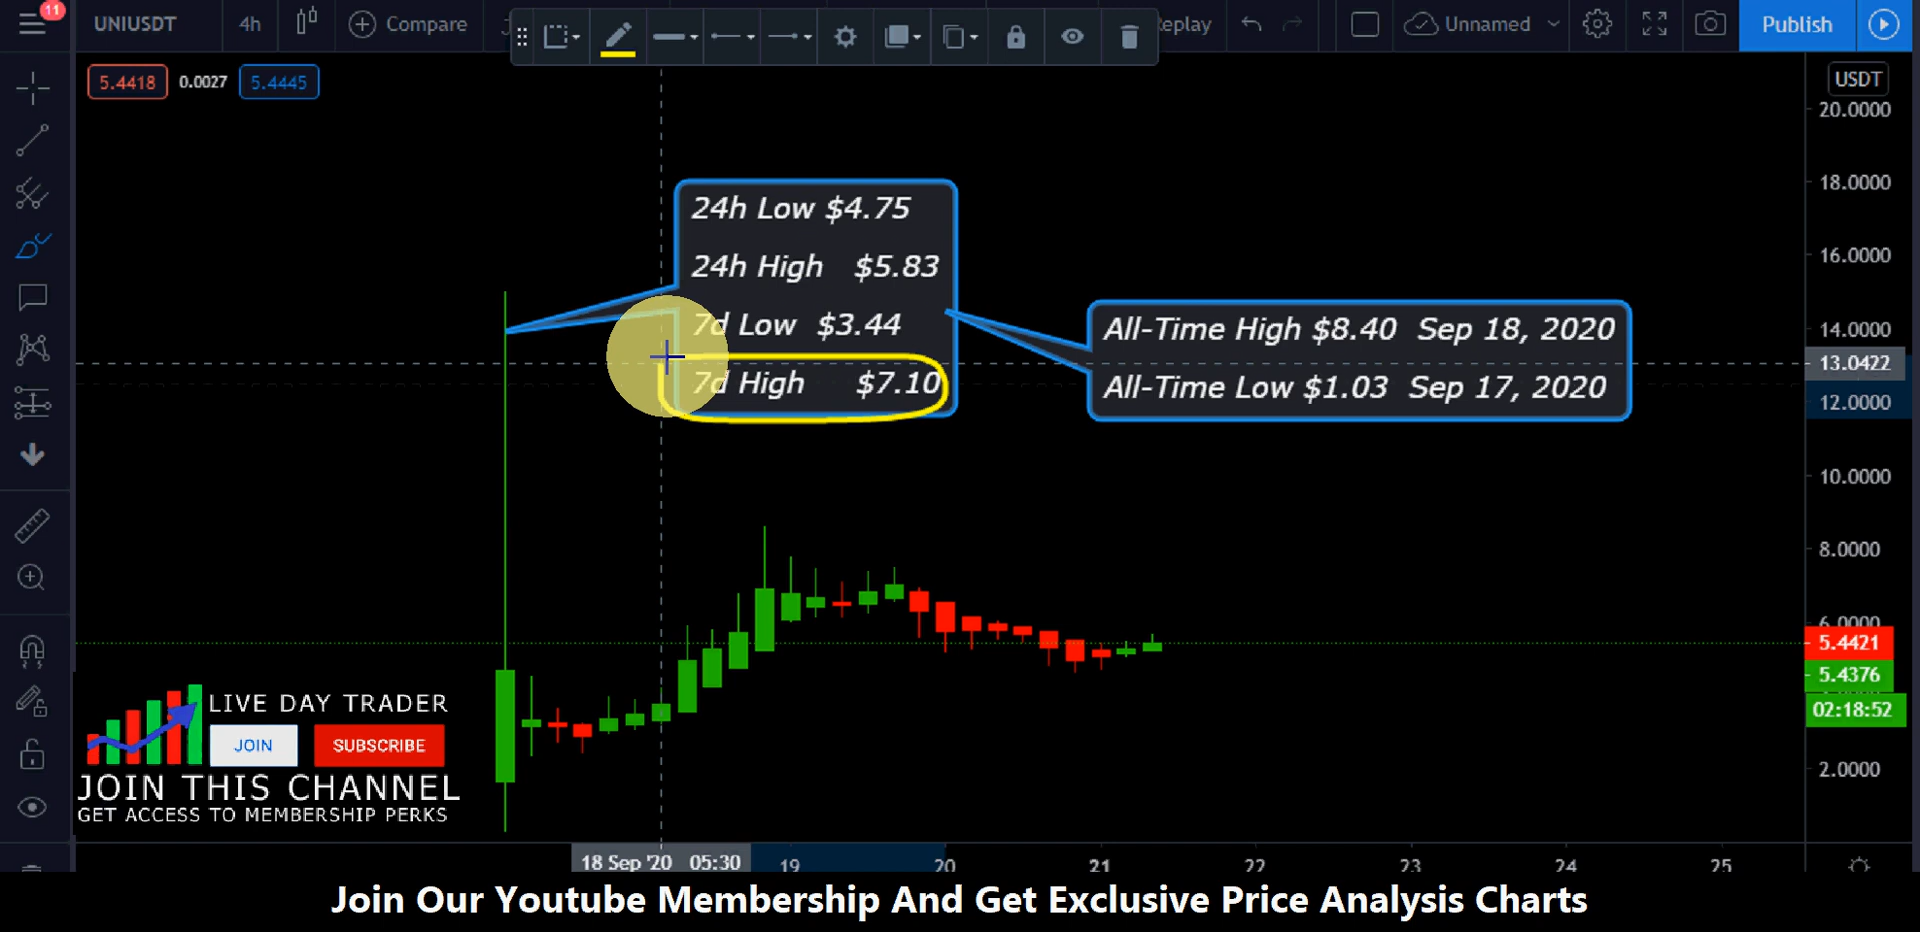 11
UNIUSDT
4h
Compare
eplay
Unnamed
Publish
5.4418
0.0027
5.4445
USDT
20.0000
18.0000
16.0000
14.0000
13.0422
12.0000
10.0000
8.0000
6.0000
5.4421
5.4376
02:18:52
2.0000
24h Low $4.75
24h High $5.83
7d Low $3.44
7d High $7.10
All-Time High $8.40 Sep 18, 2020
All-Time Low $1.03 Sep 17, 2020
LIVE DAY TRADER
JOIN
SUBSCRIBE
JOIN THIS CHANNEL
GET ACCESS TO MEMBERSHIP PERKS
18 Sep '20 05:30
19
20
21
22
23
24
25
Join Our Youtube Membership And Get Exclusive Price Analysis Charts